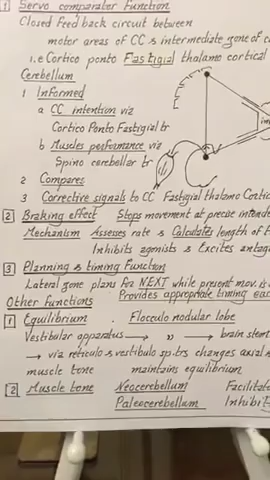 1 Servo comparator Function
Closed Feedback circuit between
motor areas of CC & intermediate zone of
i.e Cortico ponto Fastigial thalamo cortical
Cerebellum
1 Informed
a CC intention viz
Cortico Ponto Fastigial tr
b Muscles performance viz
Spino cerebellar tr
2 Compares
3 Corrective signals to CC Fastigial Thalamo Cortic
2 Braking effect Stops movement at precise intende
Mechanism Assesses rate & Calculates length of
Inhibits agonists & Excites antag
3 Planning & timing Function
Lateral zone plans for NEXT while present mov. is
Provides appropriate timing eac
Other Functions
1 Equilibrium . Flocculo nodular lobe
Vestibular apparatus → " → brain stem
→ via reticulo & vestibulo sp. trs changes axial &
muscle tone maintains equilibrium
2 Muscle tone Neocerebellum Facilitat
Paleocerebellum Inhibit